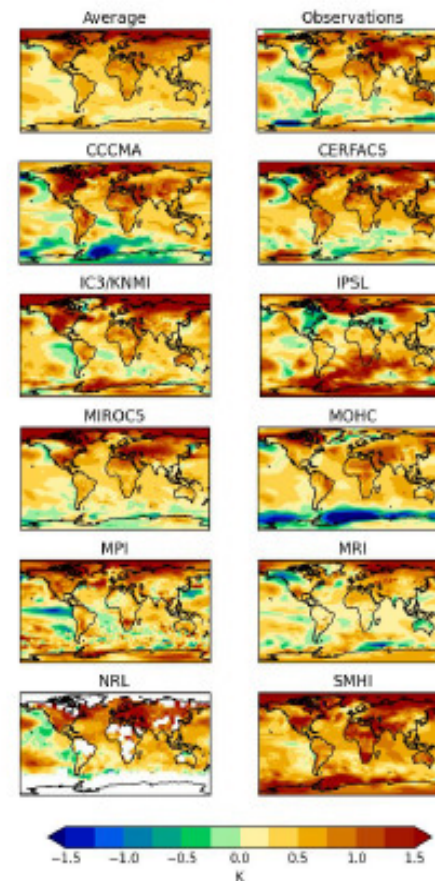 Average Observations
CCCMA CERFACS
IC3/KNMI IPSL
MIROC5 MOHC
MPI MRI
NRL SMHI
−1.5 −1.0 −0.5 0.0 0.5 1.0 1.5
K